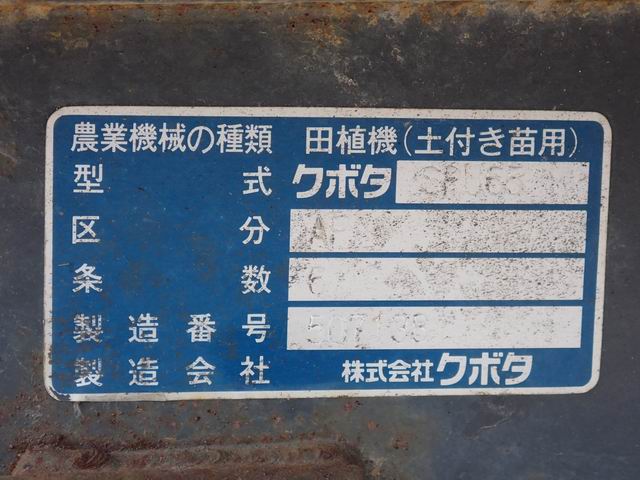 農業機械の種類 田植機(土付き苗用)
型式 クボタ
区分
条数 6
製造番号
製造会社 株式会社クボタ